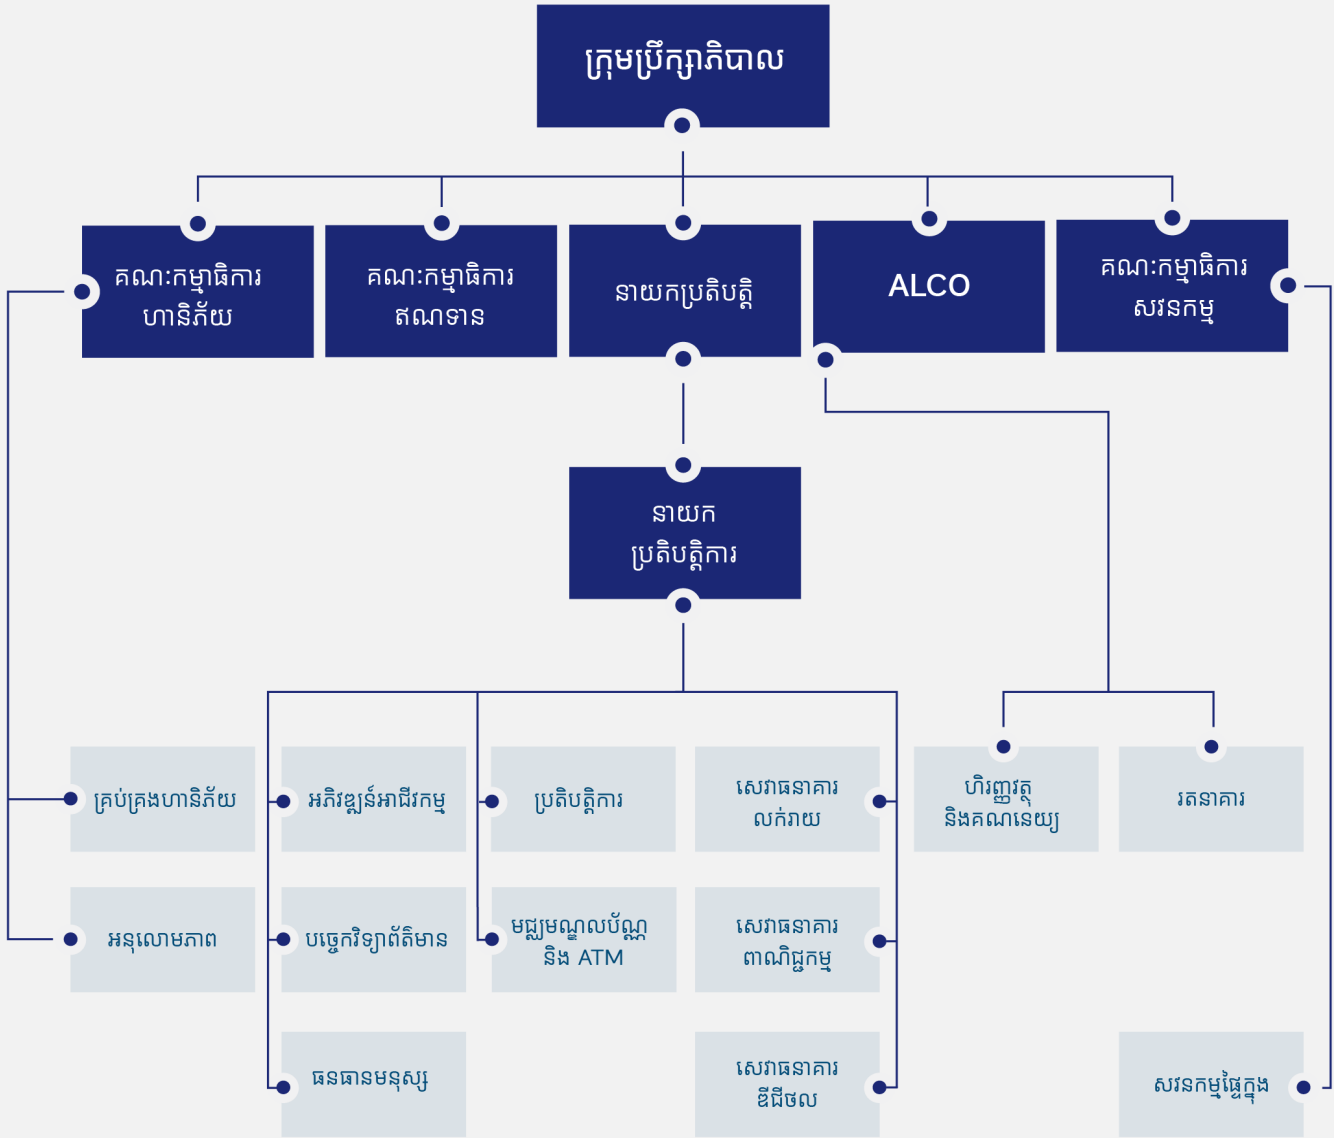 ក្រុមប្រឹក្សាភិបាល
គណៈកម្មាធិការ
ហានិភ័យ
គណៈកម្មាធិការ
ឥណទាន
នាយកប្រតិបត្តិ
ALCO
គណៈកម្មាធិការ
សវនកម្ម
នាយក
ប្រតិបត្តិការ
គ្រប់គ្រងហានិភ័យ
អភិវឌ្ឍន៍អាជីវកម្ម
ប្រតិបត្តិការ
សេវាធនាគារ
លក់រាយ
ហិរញ្ញវត្ថុ
និងគណនេយ្យ
រតនាគារ
អនុលោមភាព
បច្ចេកវិទ្យាព័ត៌មាន
មជ្ឈមណ្ឌលប័ណ្ណ
និង ATM
សេវាធនាគារ
ពាណិជ្ជកម្ម
ធនធានមនុស្ស
សេវាធនាគារ
ឌីជីថល
សវនកម្មផ្ទៃក្នុង